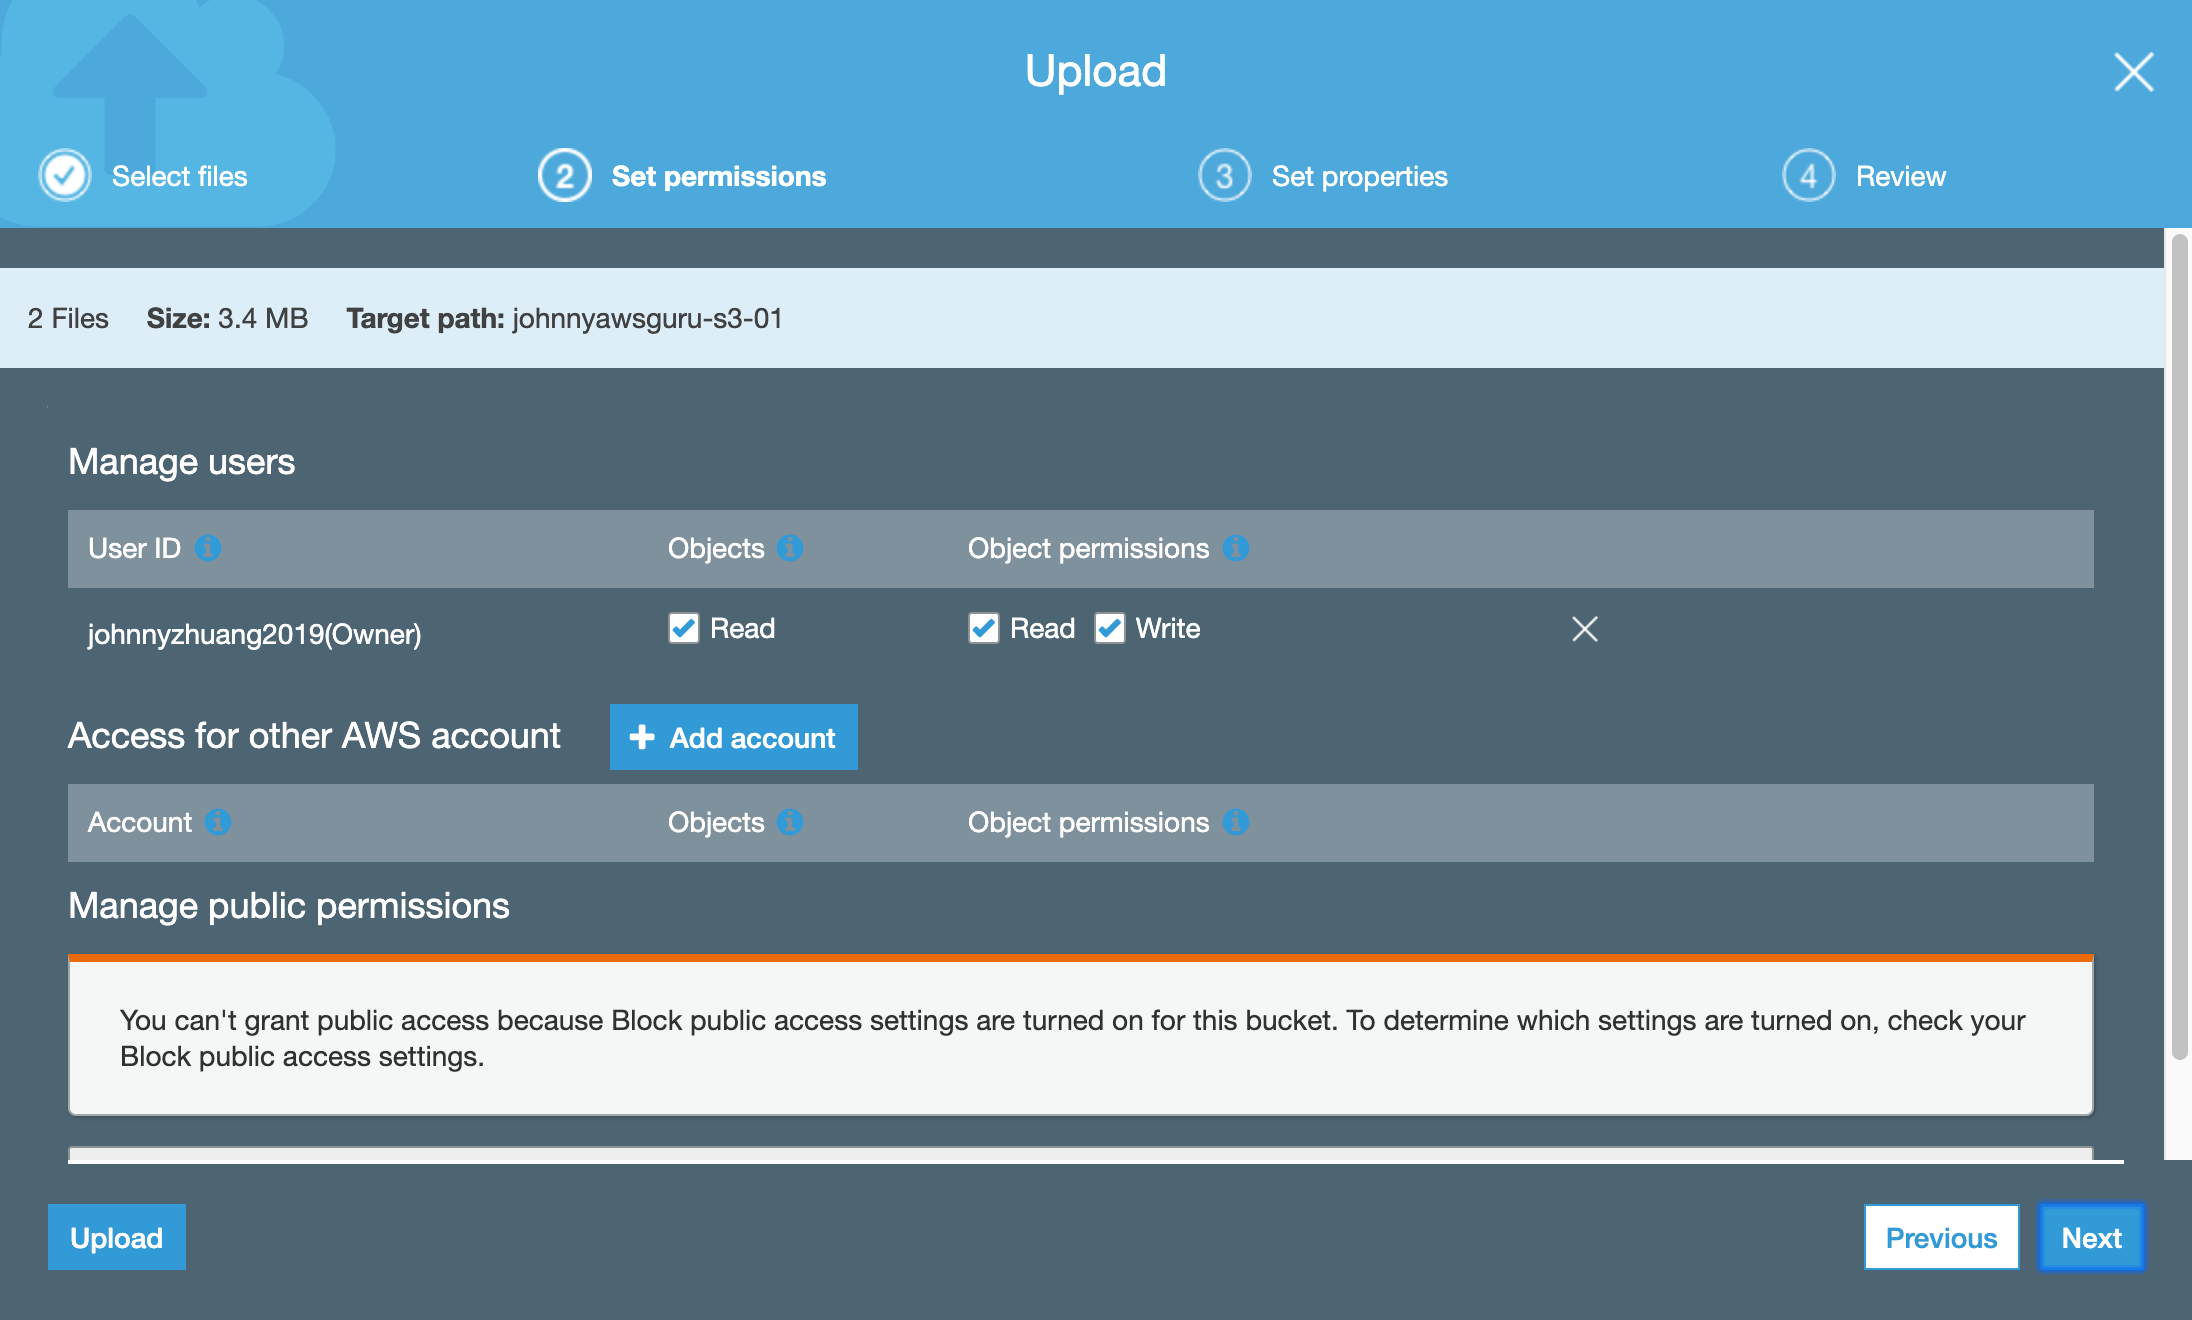 Upload
Select files
2 Set permissions
3 Set properties
4 Review
2 Files Size: 3.4 MB Target path: johnnyawsguru-s3-01
Manage users
User ID Objects Object permissions
johnnyzhuang2019(Owner) Read Read Write
Access for other AWS account Add account
Account Objects Object permissions
Manage public permissions
You can't grant public access because Block public access settings are turned on for this bucket. To determine which settings are turned on, check your
Block public access settings.
Upload Previous Next